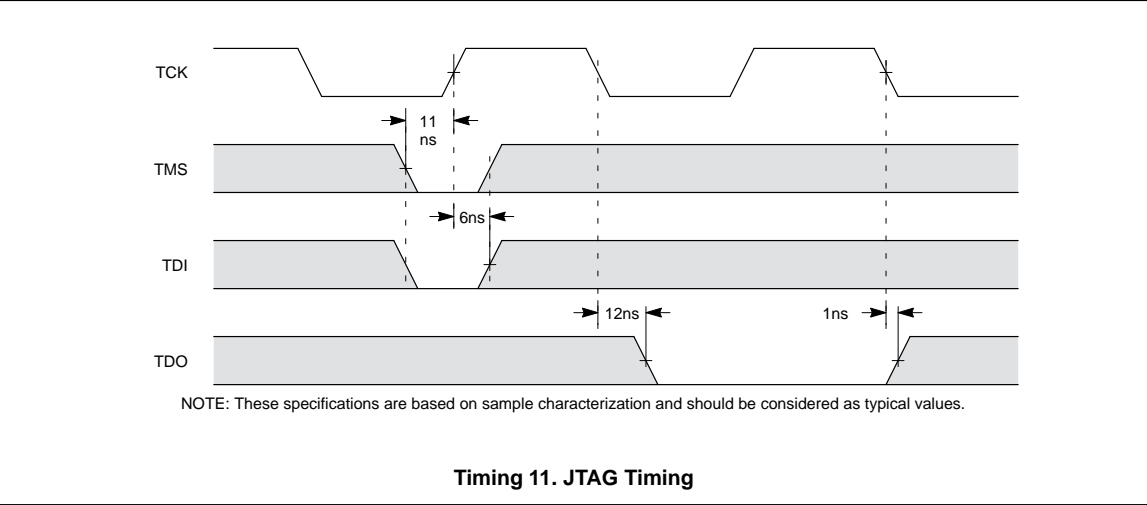 TCK
11
ns
TMS
6ns
TDI
12ns
1ns
TDO
NOTE: These specifications are based on sample characterization and should be considered as typical values.
Timing 11. JTAG Timing